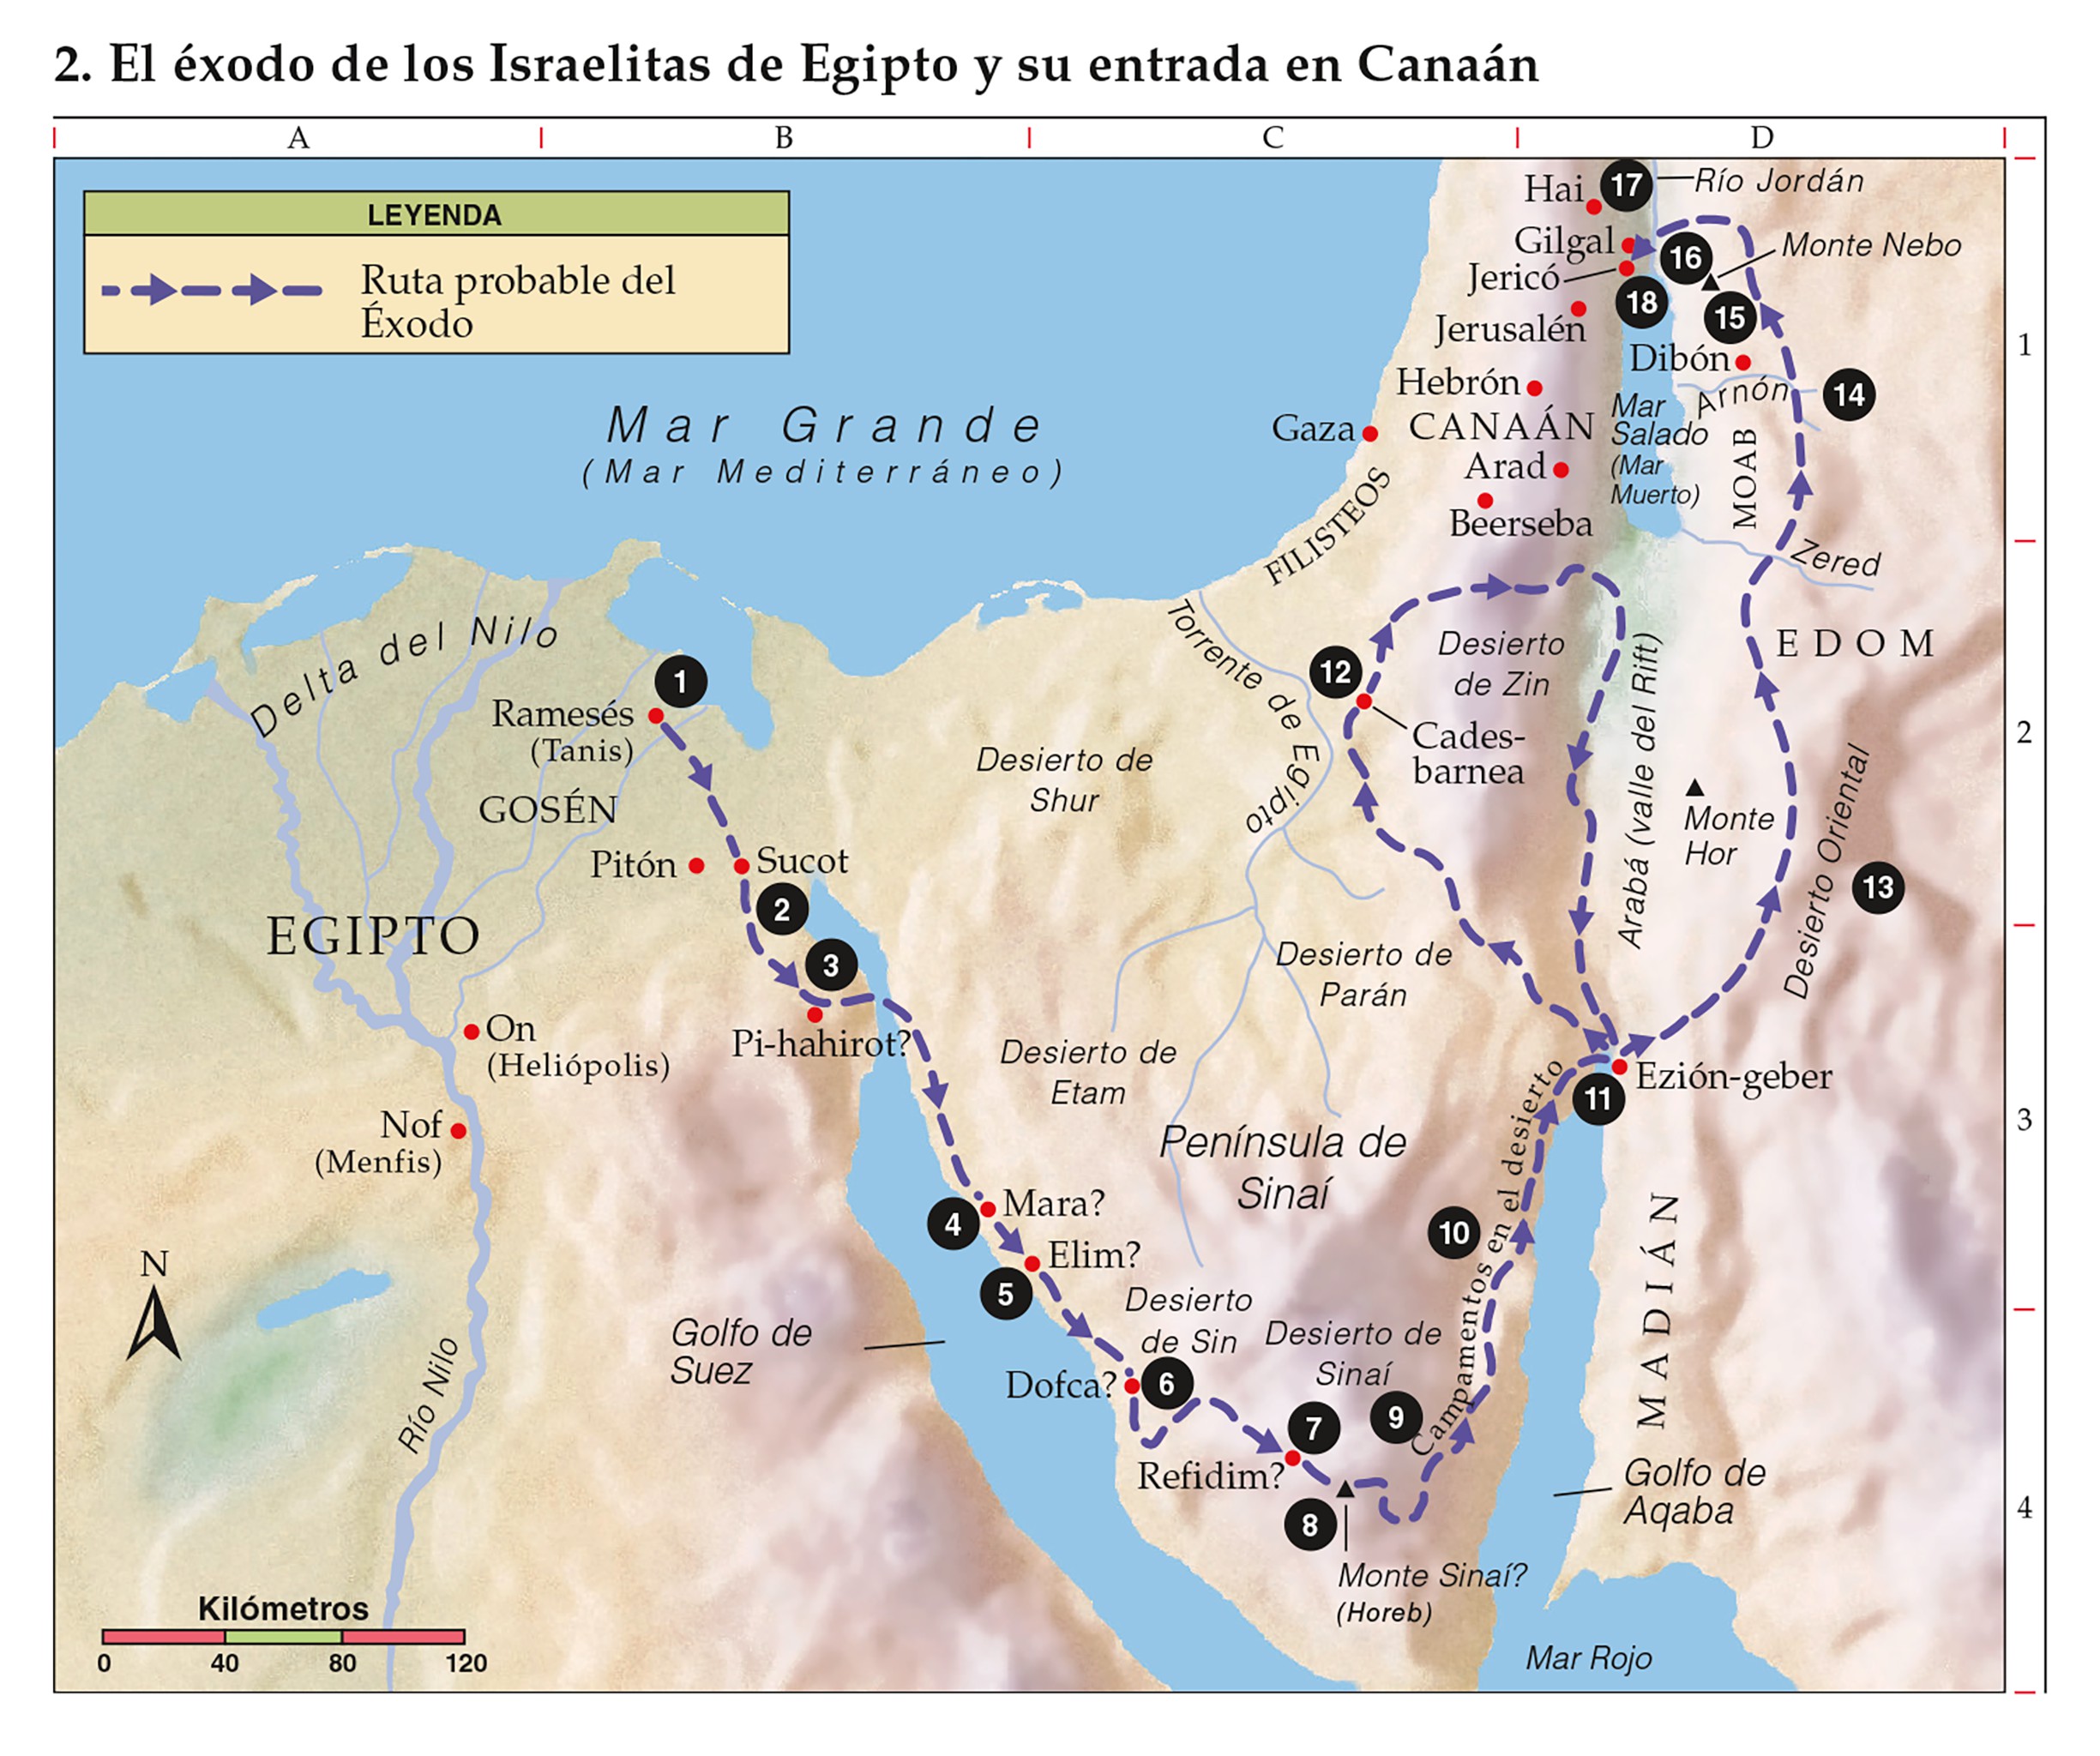 2. El éxodo de los Israelitas de Egipto y su entrada en Canaán
A B C D
LEYENDA
Ruta probable del
Éxodo
Hai
17
Río Jordán
Gilgal
16
Monte Nebo
Jericó
18
15
Jerusalén
1
Dibón
Hebrón
Arnón
14
Mar Grande
(Mar Mediterráneo)
Gaza
CANAÁN
Mar
Salado
(Mar
Muerto)
Arad
MOAB
Beerseba
FILISTEOS
Zered
Delta del Nilo
Torrente de Egipto
Desierto
de Zin
EDOM
1
12
Ramesés
(Tanis)
Cades-
barnea
2
Desierto de
Shur
Arabá (valle del Rift)
Monte
Hor
Desierto Oriental
GOSÉN
Pitón
Sucot
13
2
EGIPTO
3
Desierto de
Parán
On
(Heliópolis)
Pi-hahirot?
Desierto de
Etam
Ezión-geber
11
3
Nof
(Menfis)
Península de
Sinaí
Campamentos en el desierto
4
Mara?
10
MADIÁN
Elim?
5
N
Desierto
de Sin
Desierto de
Sinaí
Golfo de
Suez
Río Nilo
Dofca?
6
7
9
Refidim?
Golfo de
Aqaba
8
4
Monte Sinaí?
(Horeb)
Kilómetros
0 40 80 120
Mar Rojo